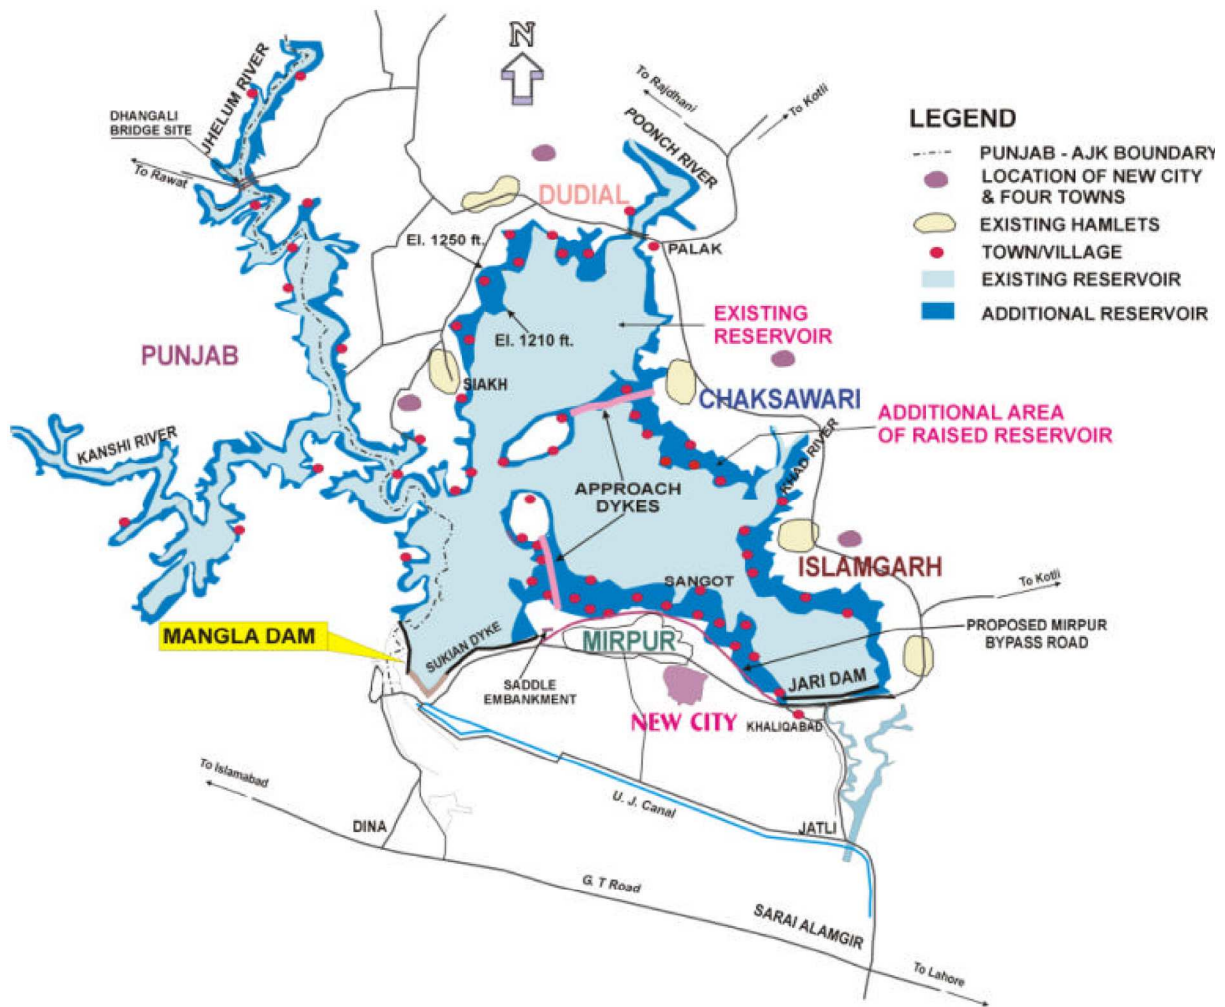 N
To Rajdhani
To Kotli
POONCH RIVER
JHELUM RIVER
DHANGALI
BRIDGE SITE
To Rawat
DUDIAL
El. 1250 ft.
PALAK
LEGEND
PUNJAB - AJK BOUNDARY
LOCATION OF NEW CITY
& FOUR TOWNS
EXISTING HAMLETS
TOWN/VILLAGE
EXISTING RESERVOIR
ADDITIONAL RESERVOIR
EXISTING
RESERVOIR
El. 1210 ft.
PUNJAB
SIAKH
CHAKSAWARI
ADDITIONAL AREA
OF RAISED RESERVOIR
KANSHI RIVER
KHAD RIVER
APPROACH
DYKES
ISLAMGARH
SANGOT
To Kotli
MANGLA DAM
SUKIAN DYKE
MIRPUR
PROPOSED MIRPUR
BYPASS ROAD
SADDLE
EMBANKMENT
JARI DAM
NEW CITY
KHALIQABAD
To Islamabad
U. J. Canal
DINA
JATLI
G. T Road
SARAI ALAMGIR
To Lahore